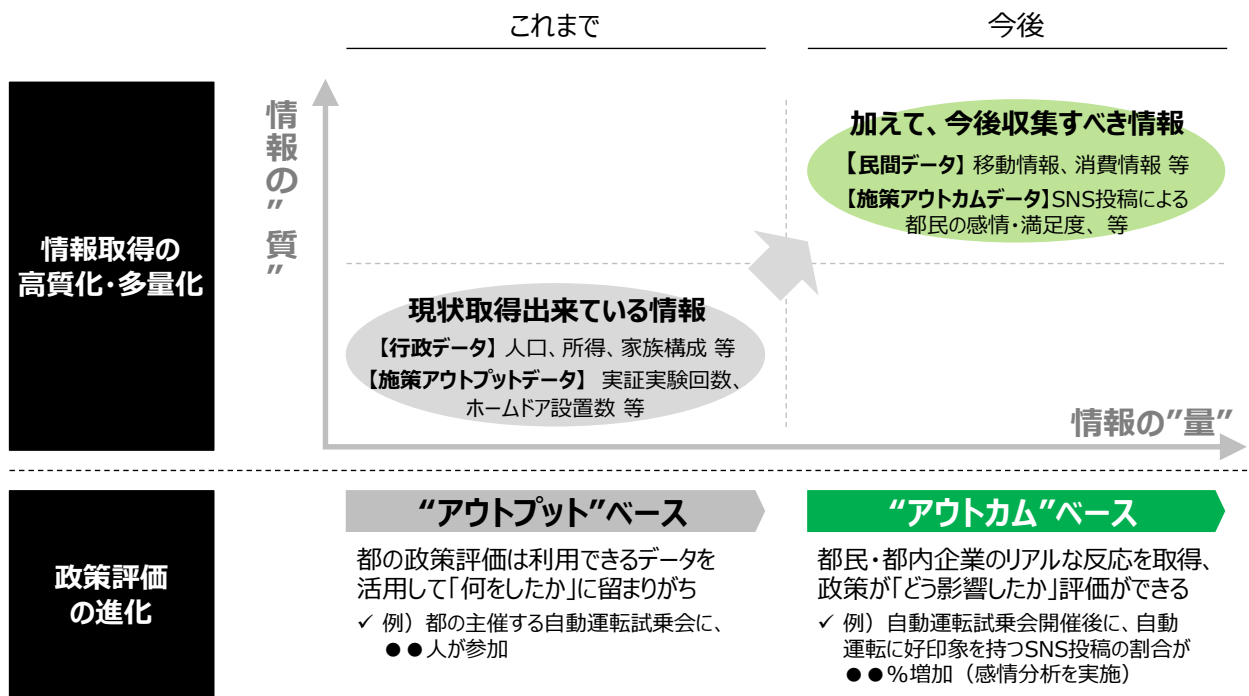 これまで
今後
情報取得の
高質化・多量化
情報の”質”
加えて、今後収集すべき情報
【民間データ】移動情報、消費情報 等
【施策アウトカムデータ】SNS投稿による
都民の感情・満足度、 等
現状取得出来ている情報
【行政データ】 人口、所得、家族構成 等
【施策アウトプットデータ】 実証実験回数、
ホームドア設置数 等
情報の”量”
政策評価
の進化
“アウトプット”ベース
都の政策評価は利用できるデータを
活用して「何をしたか」に留まりがち
✓ 例）都の主催する自動運転試乗会に、
●●人が参加
“アウトカム”ベース
都民・都内企業のリアルな反応を取得、
政策が「どう影響したか」評価ができる
✓ 例）自動運転試乗会開催後に、自動
運転に好印象を持つSNS投稿の割合が
●●%増加（感情分析を実施）